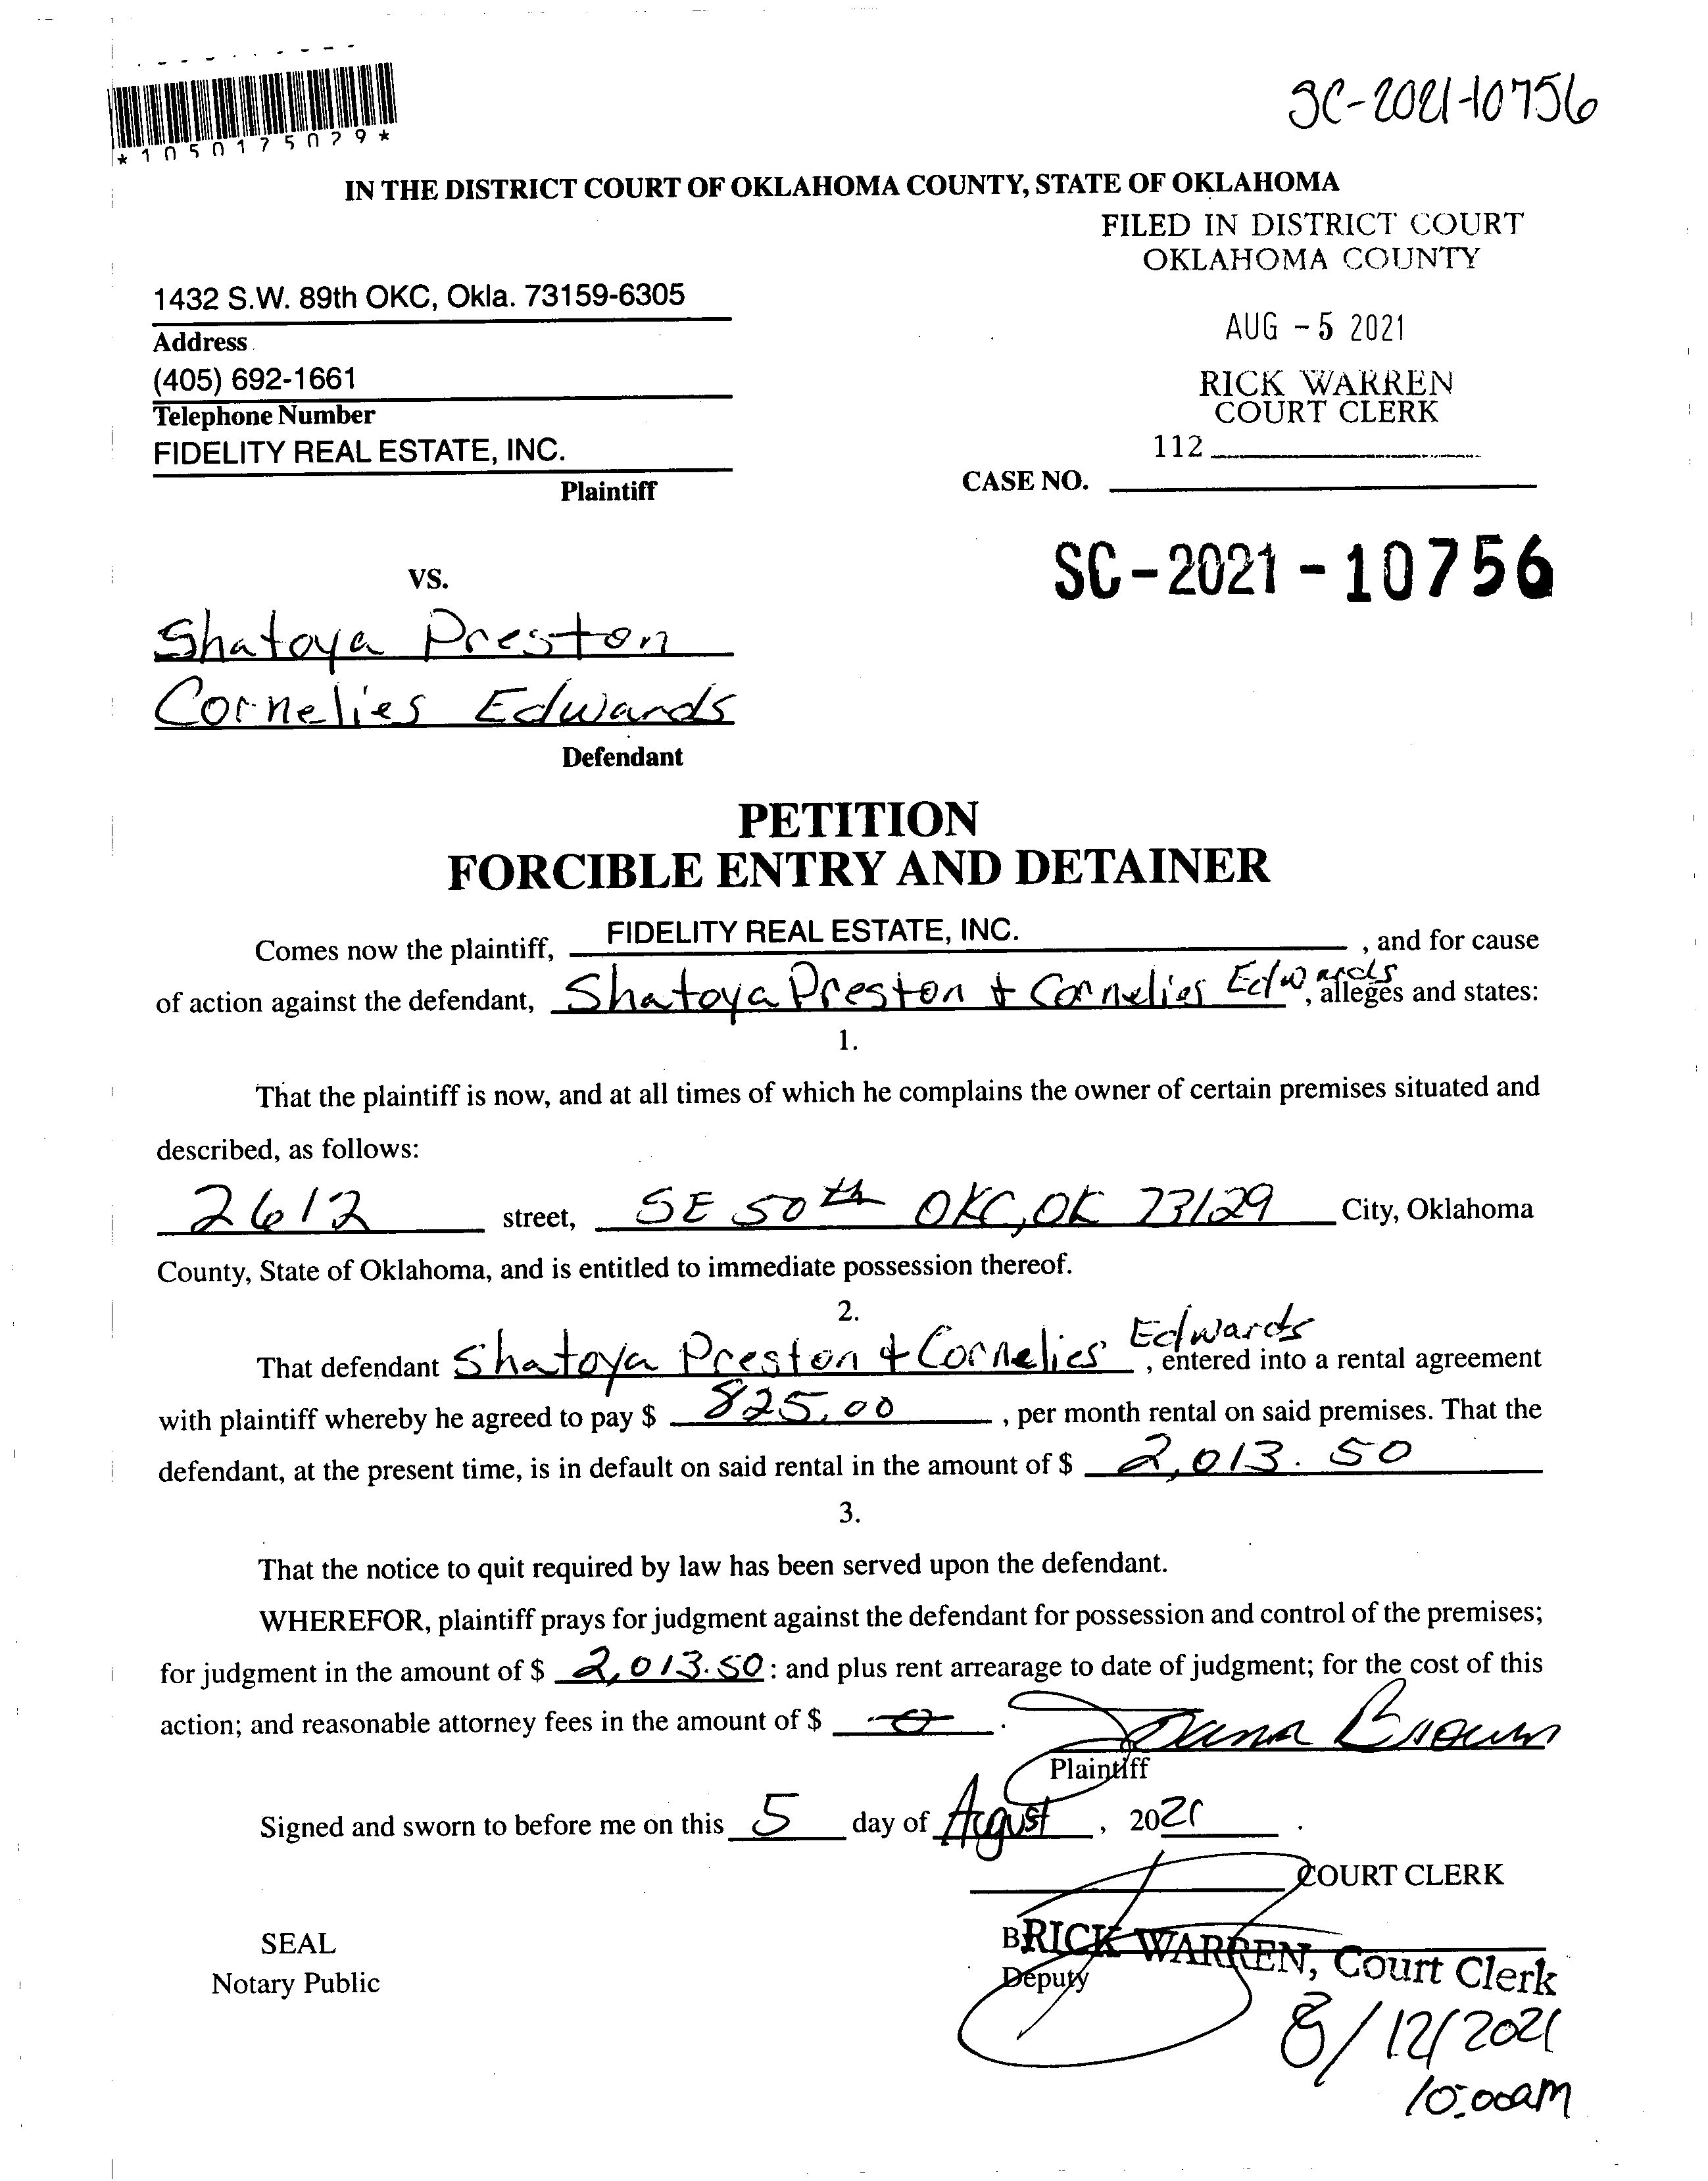 SC-2021-10756
*1050175029*
IN THE DISTRICT COURT OF OKLAHOMA COUNTY, STATE OF OKLAHOMA
FILED IN DISTRICT COURT
OKLAHOMA COUNTY
1432 S.W. 89th OKC, Okla. 73159-6305
Address
AUG - 5 2021
(405) 692-1661
Telephone Number
RICK WARREN
COURT CLERK
FIDELITY REAL ESTATE, INC.
112
Plaintiff
CASE NO.
SC-2021-10756
VS.
Shatoya Preston
Cornelies Edwards
Defendant
PETITION
FORCIBLE ENTRY AND DETAINER
Comes now the plaintiff, FIDELITY REAL ESTATE, INC. , and for cause
of action against the defendant, Shatoya Preston + Cornelies Edwards, alleges and states:
1.
That the plaintiff is now, and at all times of which he complains the owner of certain premises situated and
described, as follows:
2612 street, SE 50th OKC, OK 73129 City, Oklahoma
County, State of Oklahoma, and is entitled to immediate possession thereof.
2.
That defendant Shatoya Preston + Cornelies Edwards, entered into a rental agreement
with plaintiff whereby he agreed to pay $ 825.00 , per month rental on said premises. That the
defendant, at the present time, is in default on said rental in the amount of $ 2,013.50
3.
That the notice to quit required by law has been served upon the defendant.
WHEREFOR, plaintiff prays for judgment against the defendant for possession and control of the premises;
for judgment in the amount of $ 2,013.50 : and plus rent arrearage to date of judgment; for the cost of this
action; and reasonable attorney fees in the amount of $ 0 .
Brown
Plaintiff
Signed and sworn to before me on this 5 day of August , 2021 .
COURT CLERK
SEAL
RICK WARREN, Court Clerk
Notary Public
Deputy
8/12/2021
10:00am